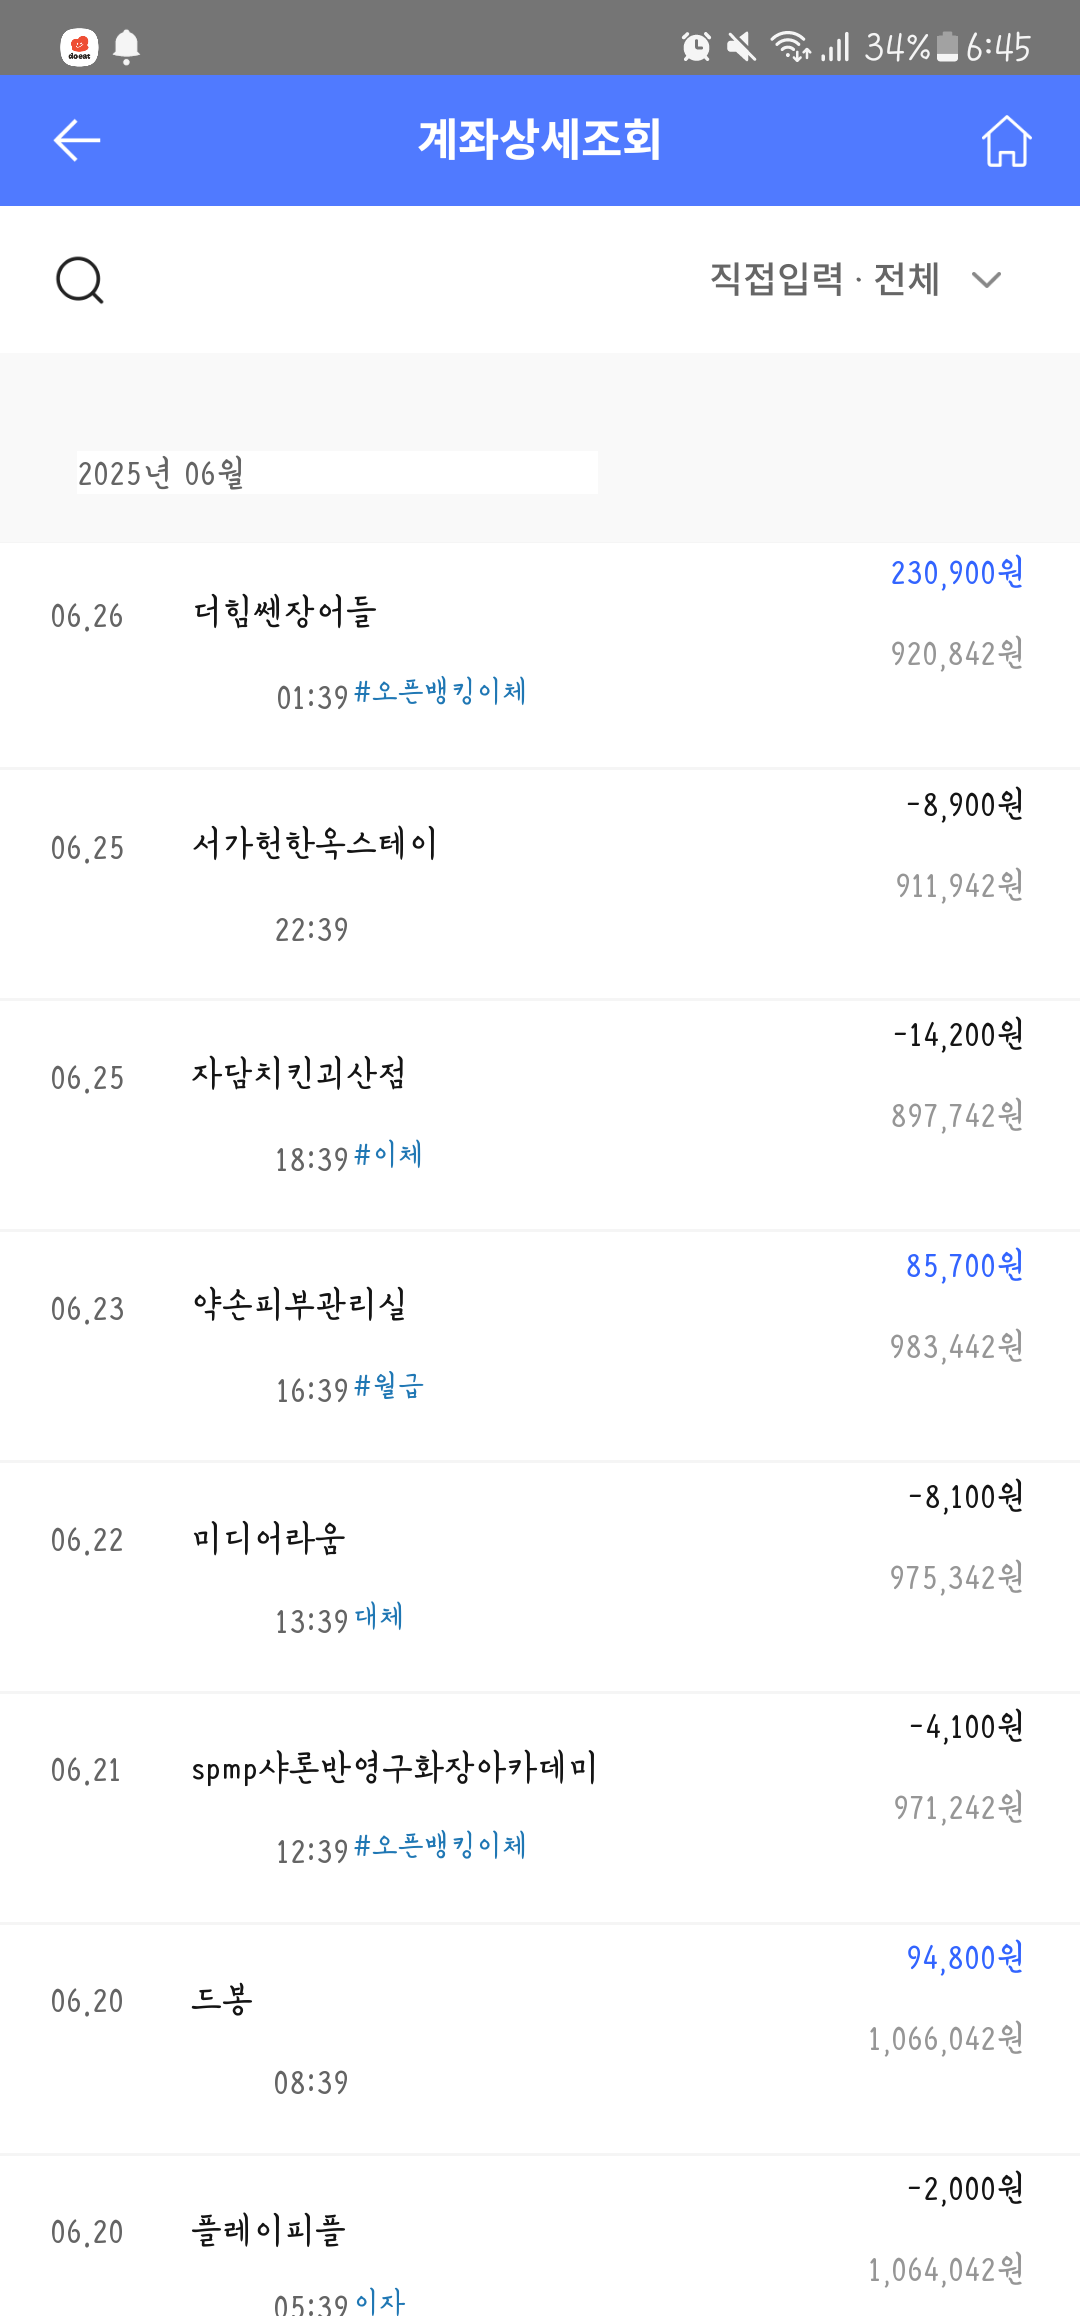 doeat 34% 6:45
계좌상세조회
직접입력 · 전체
2025년 06월
230,900원
06.26 더힘쎈장어들
920,842원
01:39 #오픈뱅킹이체
-8,900원
06.25 서가헌한옥스테이
911,942원
22:39
-14,200원
06.25 자담치킨괴산점
897,742원
18:39 #이체
85,700원
06.23 약손피부관리실
983,442원
16:39 #월급
-8,100원
06.22 미디어라움
975,342원
13:39 대체
-4,100원
06.21 spmp샤론반영구화장아카데미
971,242원
12:39 #오픈뱅킹이체
94,800원
06.20 드봉
1,066,042원
08:39
-2,000원
06.20 플레이피플
1,064,042원
05:39 이자